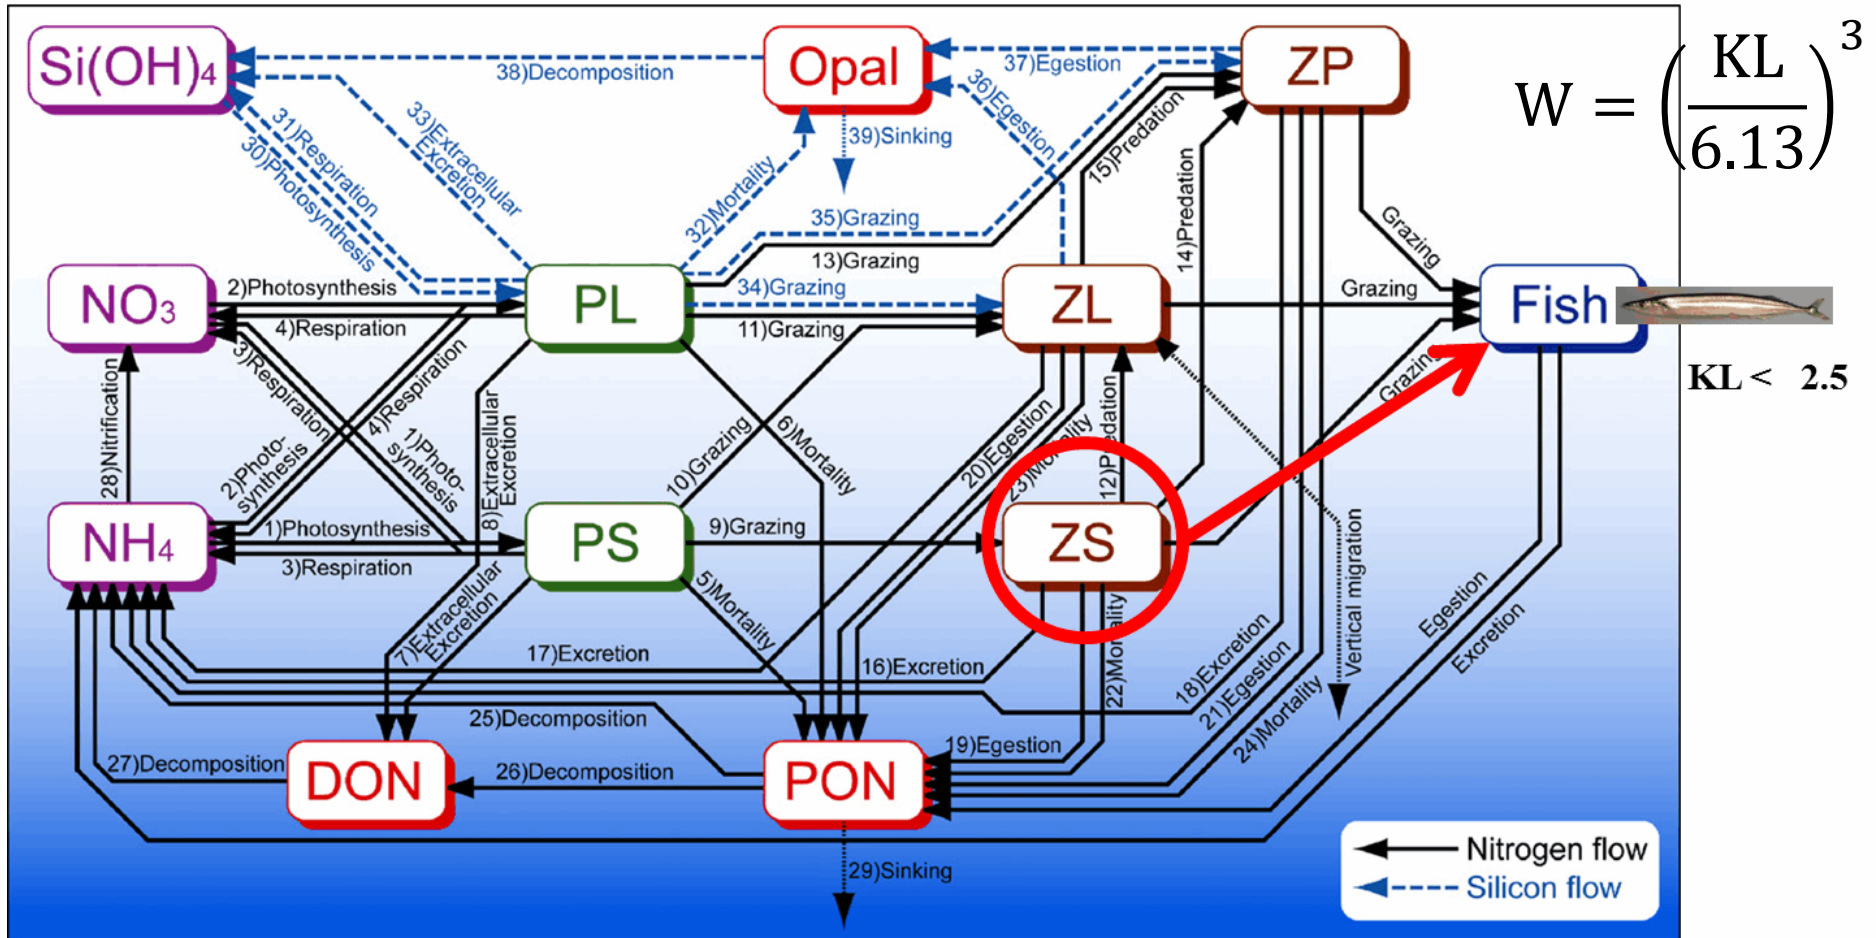 Si(OH)4
Opal
ZP
W = (KL/6.13)^3
38)Decomposition
37)Egestion
36)Egestion
39)Sinking
33)Extracellular
Excretion
31)Respiration
30)Photosynthesis
32)Mortality
35)Grazing
13)Grazing
15)Predation
14)Predation
Grazing
NO3
2)Photosynthesis
4)Respiration
PL
34)Grazing
11)Grazing
ZL
Grazing
Fish
KL < 2.5
3)Respiration
4)Respiration
28)Nitrification
2)Photo-
synthesis
1)Photo-
synthesis
8)Extracellular
Excretion
10)Grazing
6)Mortality
20)Egestion
23)Mortality
12)Predation
Grazing
NH4
1)Photosynthesis
3)Respiration
PS
9)Grazing
ZS
Vertical migration
7)Extracellular
Excretion
5)Mortality
17)Excretion
16)Excretion
22)Mortality
18)Excretion
21)Egestion
24)Mortality
Egestion
Excretion
25)Decomposition
19)Egestion
27)Decomposition
DON
26)Decomposition
PON
29)Sinking
Nitrogen flow
Silicon flow